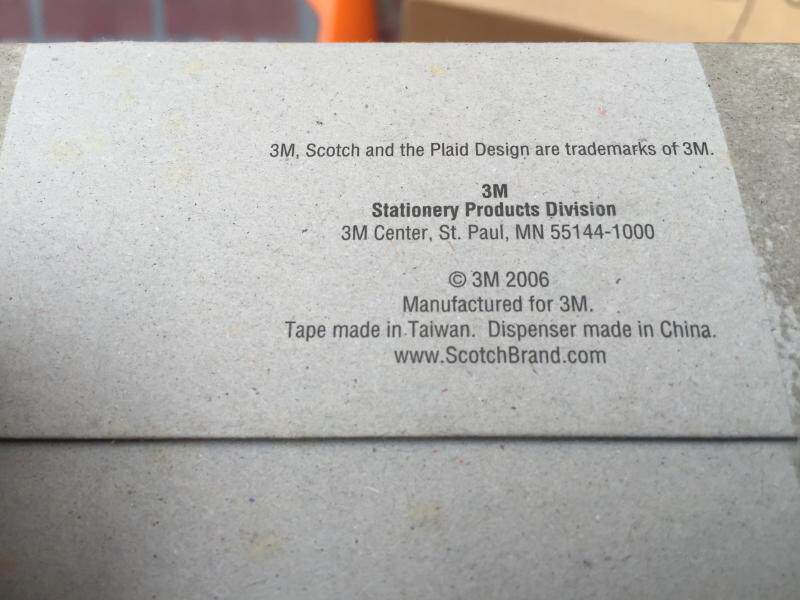 3M, Scotch and the Plaid Design are trademarks of 3M.
3M
Stationery Products Division
3M Center, St. Paul, MN 55144-1000
© 3M 2006
Manufactured for 3M.
Tape made in Taiwan. Dispenser made in China.
www.ScotchBrand.com